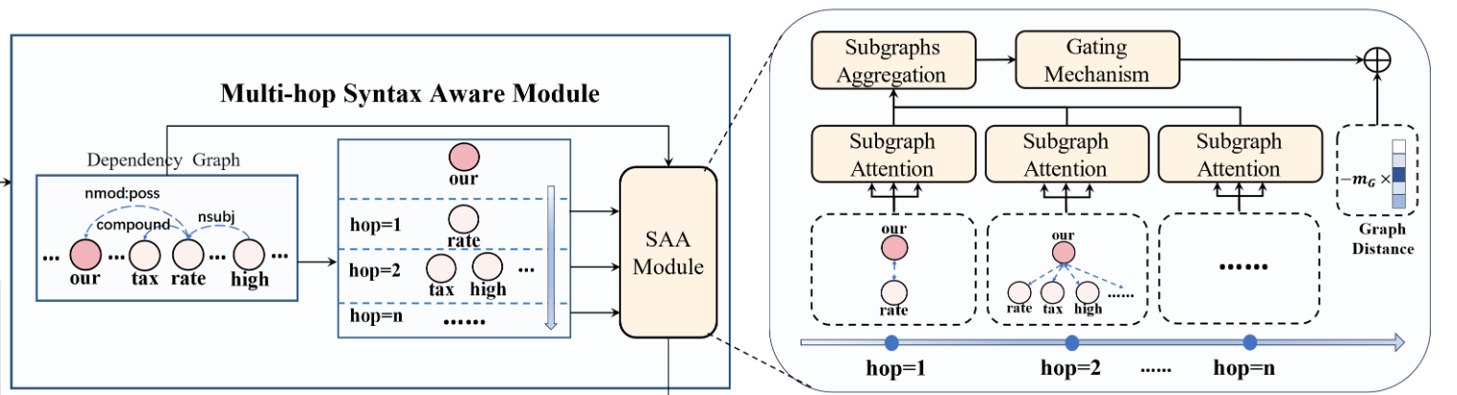 Multi-hop Syntax Aware Module
Dependency Graph
nmod:poss
compound
nsubj
... our ... tax rate ... high ...
our
hop=1
rate
hop=2
tax high ...
hop=n
......
SAA
Module
Subgraphs
Aggregation
Gating
Mechanism
Subgraph
Attention
Subgraph
Attention
Subgraph
Attention
−m_G ×
Graph
Distance
our
rate
our
rate tax high ......
......
hop=1 hop=2 ...... hop=n